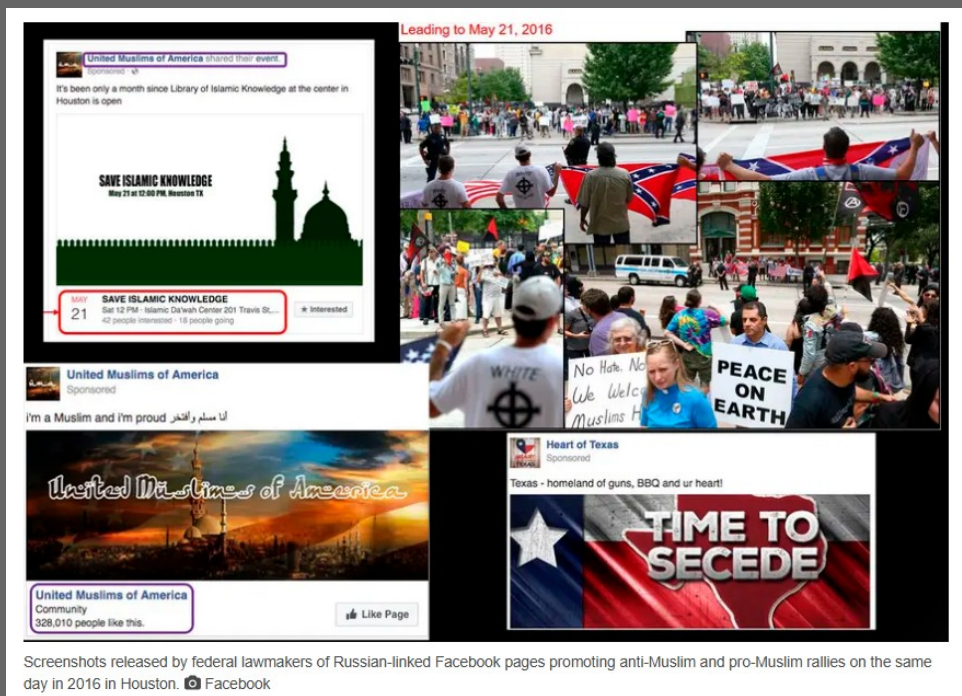 Leading to May 21, 2016
United Muslims of America shared their event.
Sponsored ·
It's been only a month since Library of Islamic Knowledge at the center in
Houston is open
SAVE ISLAMIC KNOWLEDGE
May 21 at 12:00 PM, Houston TX
MAY
21
SAVE ISLAMIC KNOWLEDGE
Sat 12 PM · Islamic Da'wah Center 201 Travis St,...
42 people interested · 18 people going
★ Interested
United Muslims of America
Sponsored
i'm a Muslim and i'm proud أنا مسلم وأفتخر
United Muslims of America
United Muslims of America
Community
328,010 people like this.
Like Page
WHITE
No Hate. No
We Welco
Muslims H
PEACE
ON
EARTH
Heart of Texas
Sponsored
Texas - homeland of guns, BBQ and ur heart!
TIME TO
SECEDE
Screenshots released by federal lawmakers of Russian-linked Facebook pages promoting anti-Muslim and pro-Muslim rallies on the same
day in 2016 in Houston. Facebook